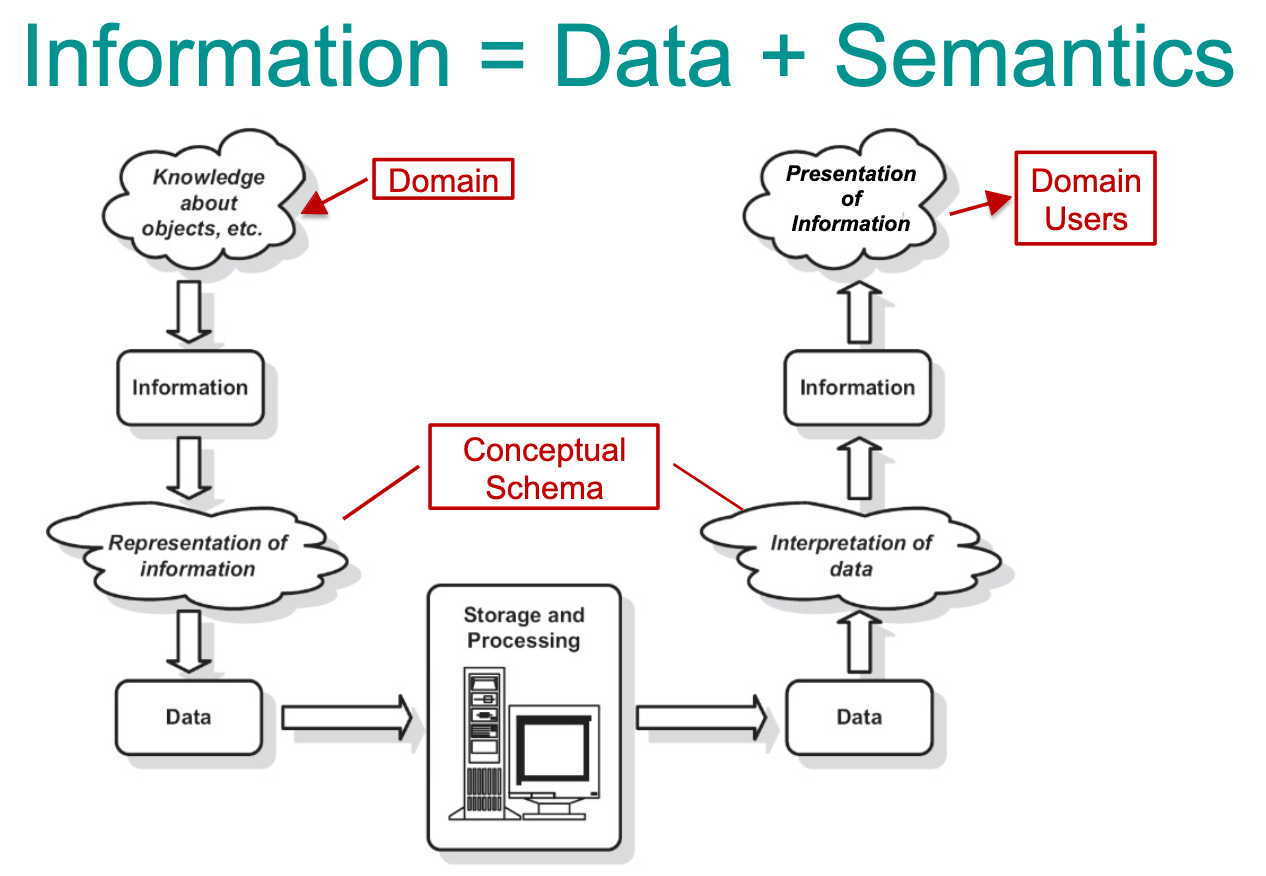 Information = Data + Semantics
Knowledge
about
objects, etc.
Domain
Presentation
of
Information
Domain
Users
Information
Information
Conceptual
Schema
Representation of
information
Interpretation of
data
Storage and
Processing
Data
Data